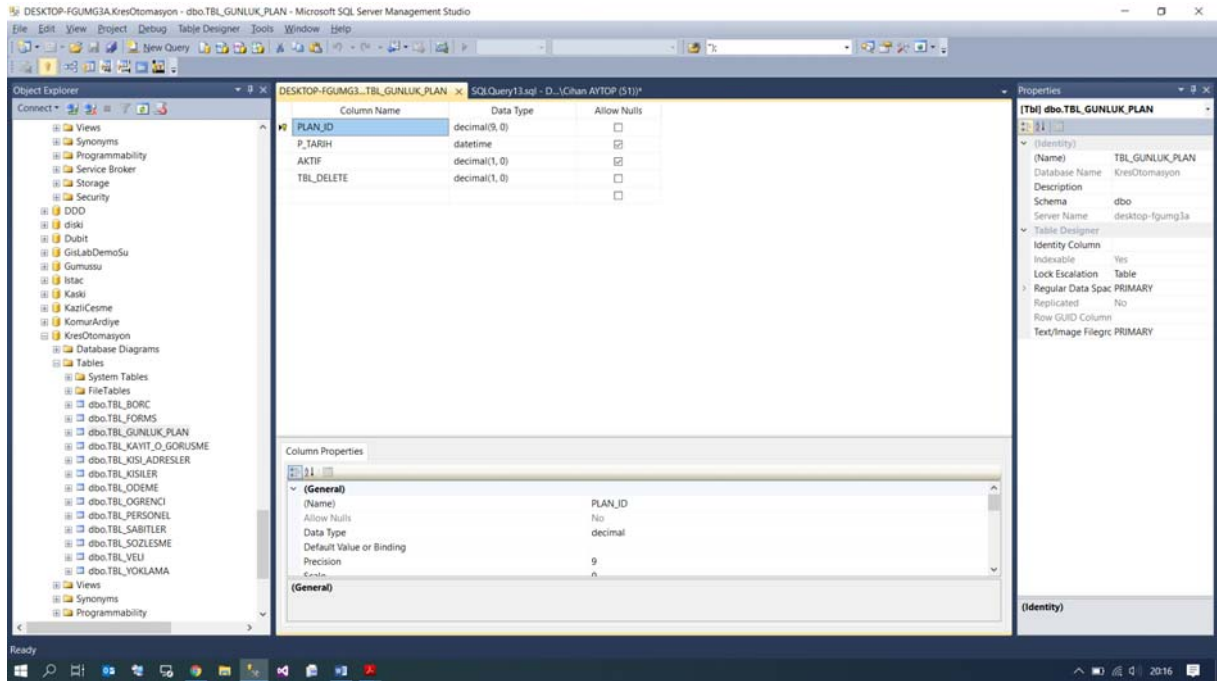 DESKTOP-FGUMG3A.KresOtomasyon - dbo.TBL_GUNLUK_PLAN - Microsoft SQL Server Management Studio
File Edit View Project Debug Table Designer Tools Window Help
New Query
Object Explorer
Connect
Views
Synonyms
Programmability
Service Broker
Storage
Security
DDD
diski
Dubit
GisLabDemoSu
Gumussu
Istac
Kaski
KazliCesme
KomurArdiye
KresOtomasyon
Database Diagrams
Tables
System Tables
FileTables
dbo.TBL_BORC
dbo.TBL_FORMS
dbo.TBL_GUNLUK_PLAN
dbo.TBL_KAYIT_O_GORUSME
dbo.TBL_KISI_ADRESLER
dbo.TBL_KISILER
dbo.TBL_ODEME
dbo.TBL_OGRENCI
dbo.TBL_PERSONEL
dbo.TBL_SABITLER
dbo.TBL_SOZLESME
dbo.TBL_VELI
dbo.TBL_YOKLAMA
Views
Synonyms
Programmability
DESKTOP-FGUMG3...TBL_GUNLUK_PLAN SQLQuery13.sql - D...\Cihan AYTOP (51))*
Column Name Data Type Allow Nulls
PLAN_ID decimal(9, 0)
P_TARIH datetime
AKTIF decimal(1, 0)
TBL_DELETE decimal(1, 0)
Column Properties
(General)
(Name) PLAN_ID
Allow Nulls No
Data Type decimal
Default Value or Binding
Precision 9
Scale 0
(General)
Properties
[Tbl] dbo.TBL_GUNLUK_PLAN
(Identity)
(Name) TBL_GUNLUK_PLAN
Database Name KresOtomasyon
Description
Schema dbo
Server Name desktop-fgumg3a
Table Designer
Identity Column
Indexable Yes
Lock Escalation Table
Regular Data Spac PRIMARY
Replicated No
Row GUID Column
Text/Image Filegrc PRIMARY
(Identity)
Ready
20:16